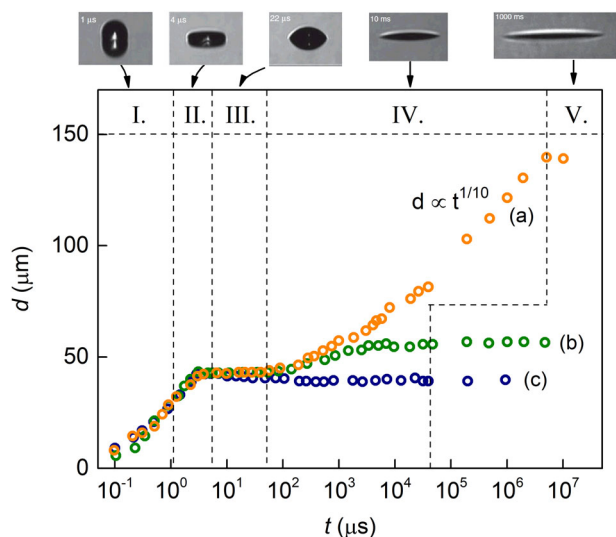 1 µs
4 µs
22 µs
10 ms
1000 ms
I.
II.
III.
IV.
V.
150
100
50
0
d (µm)
d ∝ t^{1/10}
(a)
(b)
(c)
10^{-1}
10^{0}
10^{1}
10^{2}
10^{3}
10^{4}
10^{5}
10^{6}
10^{7}
t (µs)